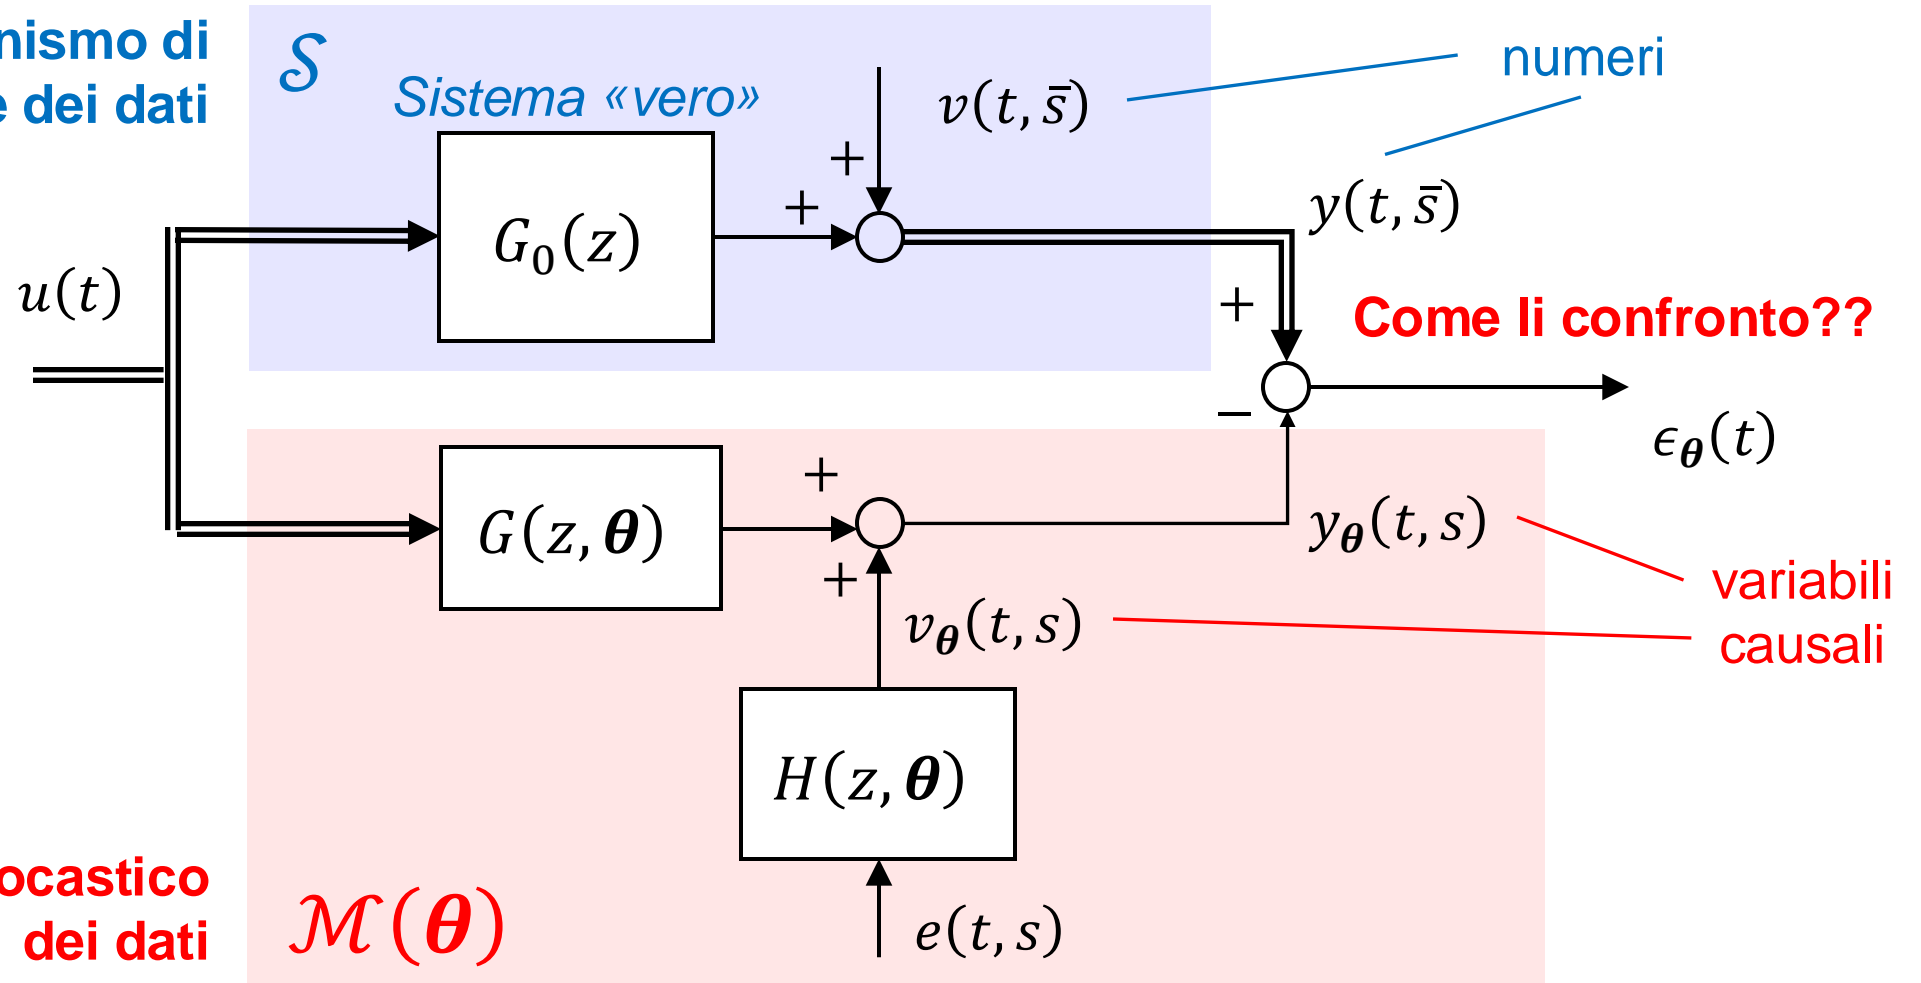 nismo di
e dei dati
𝒮
Sistema «vero»
v(t, s̄)
numeri
+
+
G₀(z)
y(t, s̄)
u(t)
+
Come li confronto??
−
ϵ_𝜽(t)
+
G(z, 𝜽)
y_𝜽(t, s)
+
variabili
causali
v_𝜽(t, s)
H(z, 𝜽)
ocastico
dei dati
ℳ(𝜽)
e(t, s)